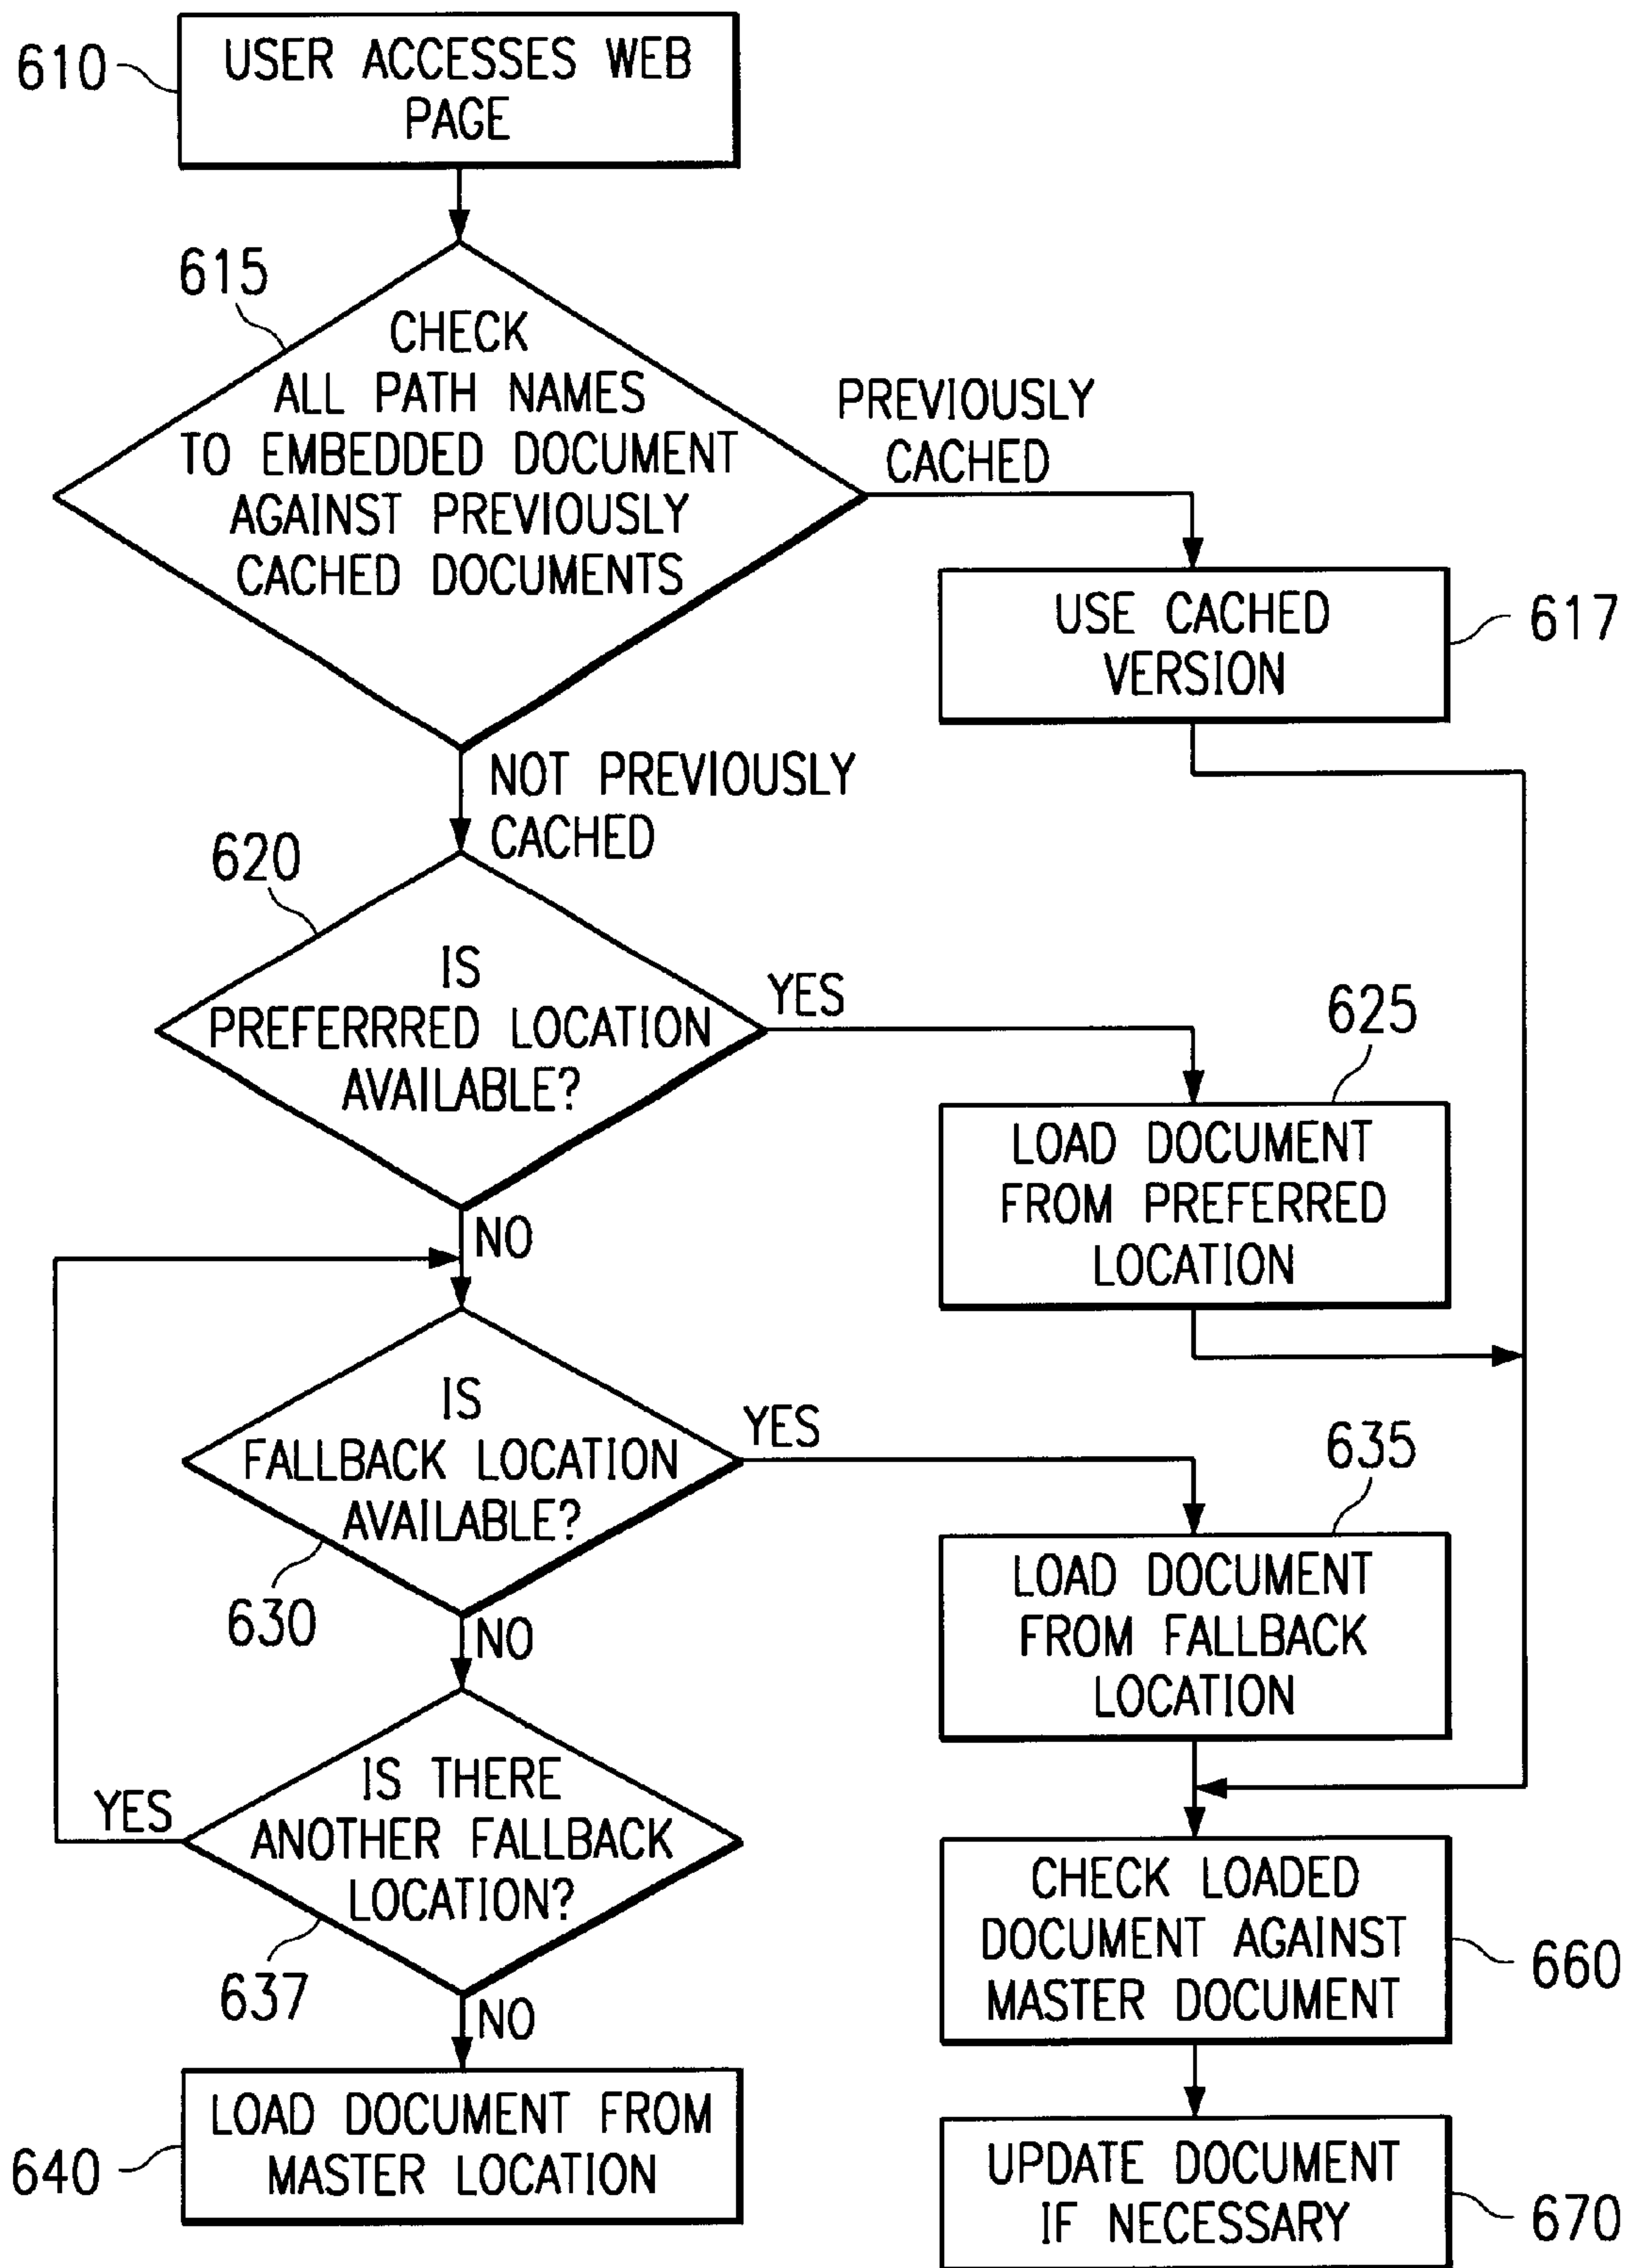 610
USER ACCESSES WEB
PAGE
615
CHECK
ALL PATH NAMES
TO EMBEDDED DOCUMENT
AGAINST PREVIOUSLY
CACHED DOCUMENTS
PREVIOUSLY
CACHED
USE CACHED
VERSION
617
NOT PREVIOUSLY
CACHED
620
IS
PREFERRRED LOCATION
AVAILABLE?
YES
625
LOAD DOCUMENT
FROM PREFERRED
LOCATION
NO
IS
FALLBACK LOCATION
AVAILABLE?
630
YES
635
LOAD DOCUMENT
FROM FALLBACK
LOCATION
NO
IS THERE
ANOTHER FALLBACK
LOCATION?
YES
637
NO
CHECK LOADED
DOCUMENT AGAINST
MASTER DOCUMENT
660
640
LOAD DOCUMENT FROM
MASTER LOCATION
UPDATE DOCUMENT
IF NECESSARY
670